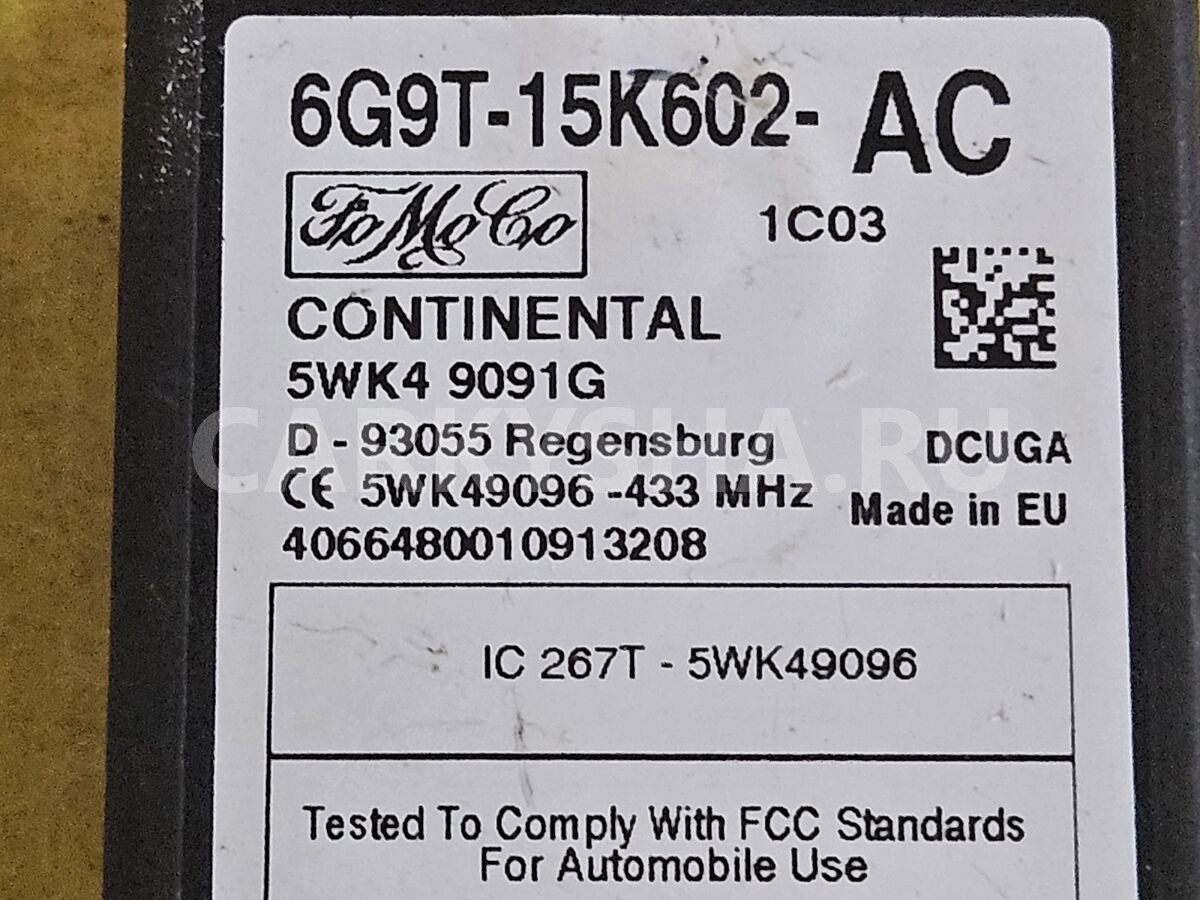 6G9T-15K602- AC
FoMoCo
1C03
CONTINENTAL
5WK4 9091G
D - 93055 Regensburg
DCUGA
CE 5WK49096 -433 MHz
Made in EU
4066480010913208
CARKYSHA.RU
IC 267T - 5WK49096
Tested To Comply With FCC Standards
For Automobile Use